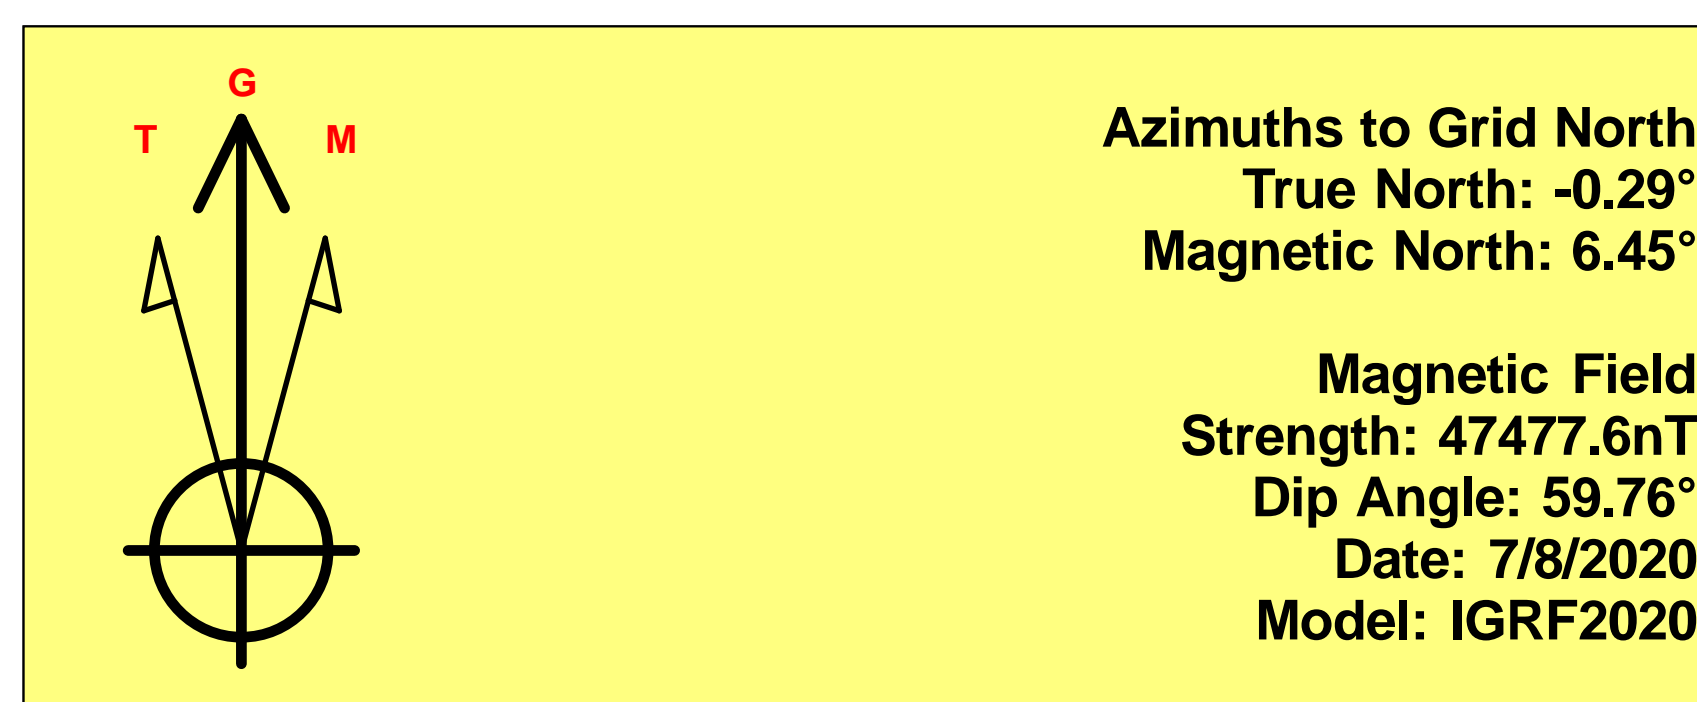 G
T M
Azimuths to Grid North
True North: -0.29°
Magnetic North: 6.45°
Magnetic Field
Strength: 47477.6nT
Dip Angle: 59.76°
Date: 7/8/2020
Model: IGRF2020